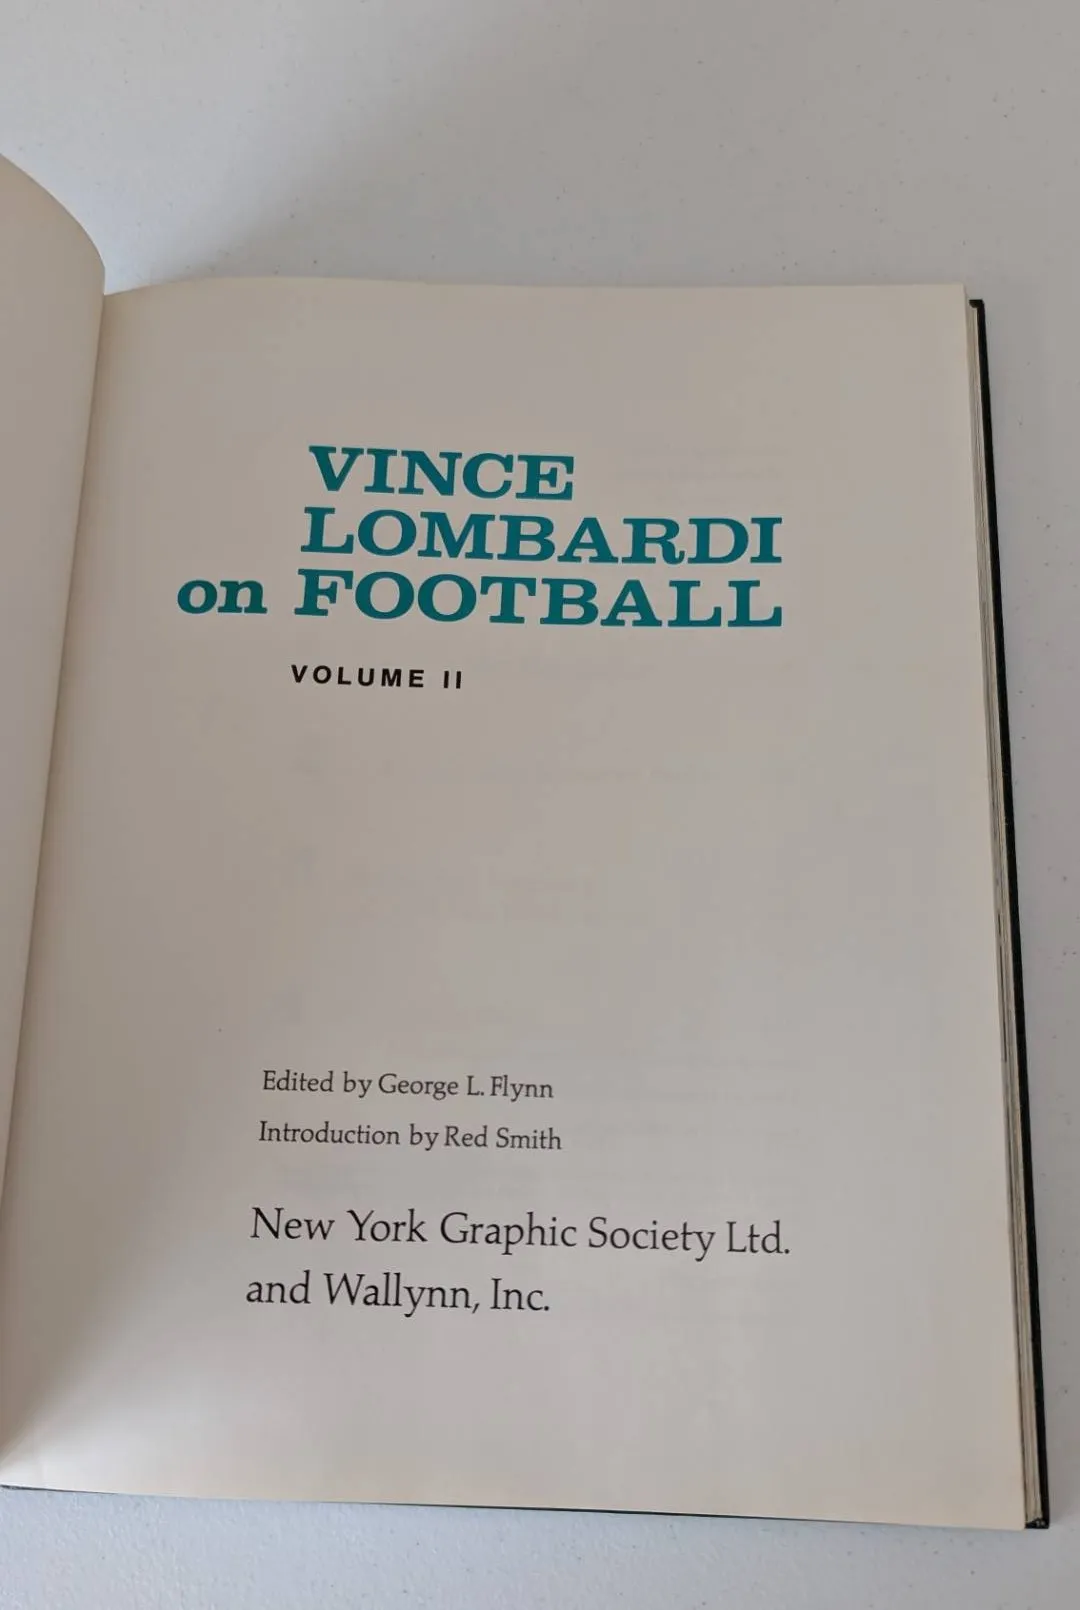 VINCE
LOMBARDI
on FOOTBALL
VOLUME II
Edited by George L. Flynn
Introduction by Red Smith
New York Graphic Society Ltd.
and Wallynn, Inc.